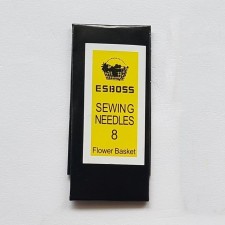 ESBOSS
SEWING
NEEDLES
8
Flower Basket